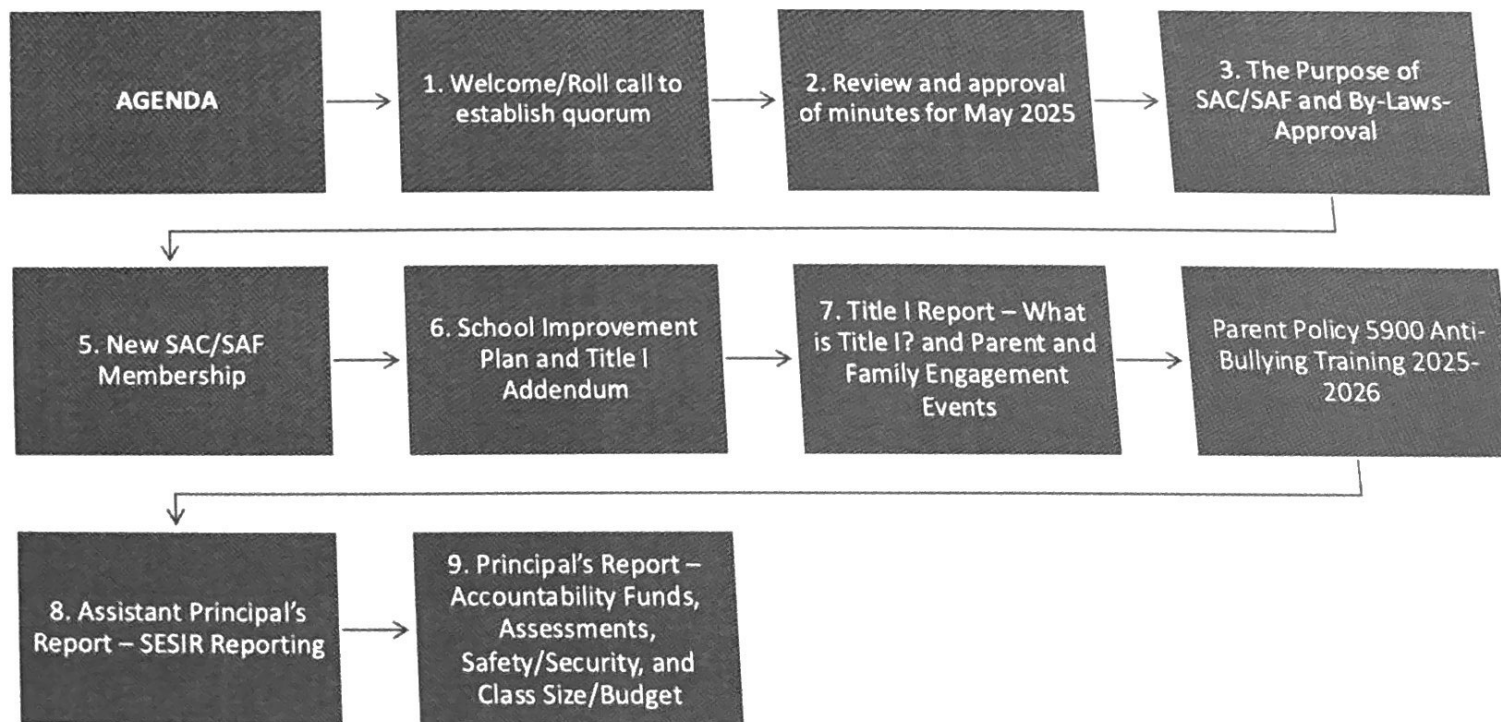 AGENDA
1. Welcome/Roll call to
establish quorum
2. Review and approval
of minutes for May 2025
3. The Purpose of
SAC/SAF and By-Laws-
Approval
5. New SAC/SAF
Membership
6. School Improvement
Plan and Title I
Addendum
7. Title I Report – What
is Title I? and Parent and
Family Engagement
Events
Parent Policy 5900 Anti-
Bullying Training 2025-
2026
8. Assistant Principal’s
Report – SESIR Reporting
9. Principal’s Report –
Accountability Funds,
Assessments,
Safety/Security, and
Class Size/Budget